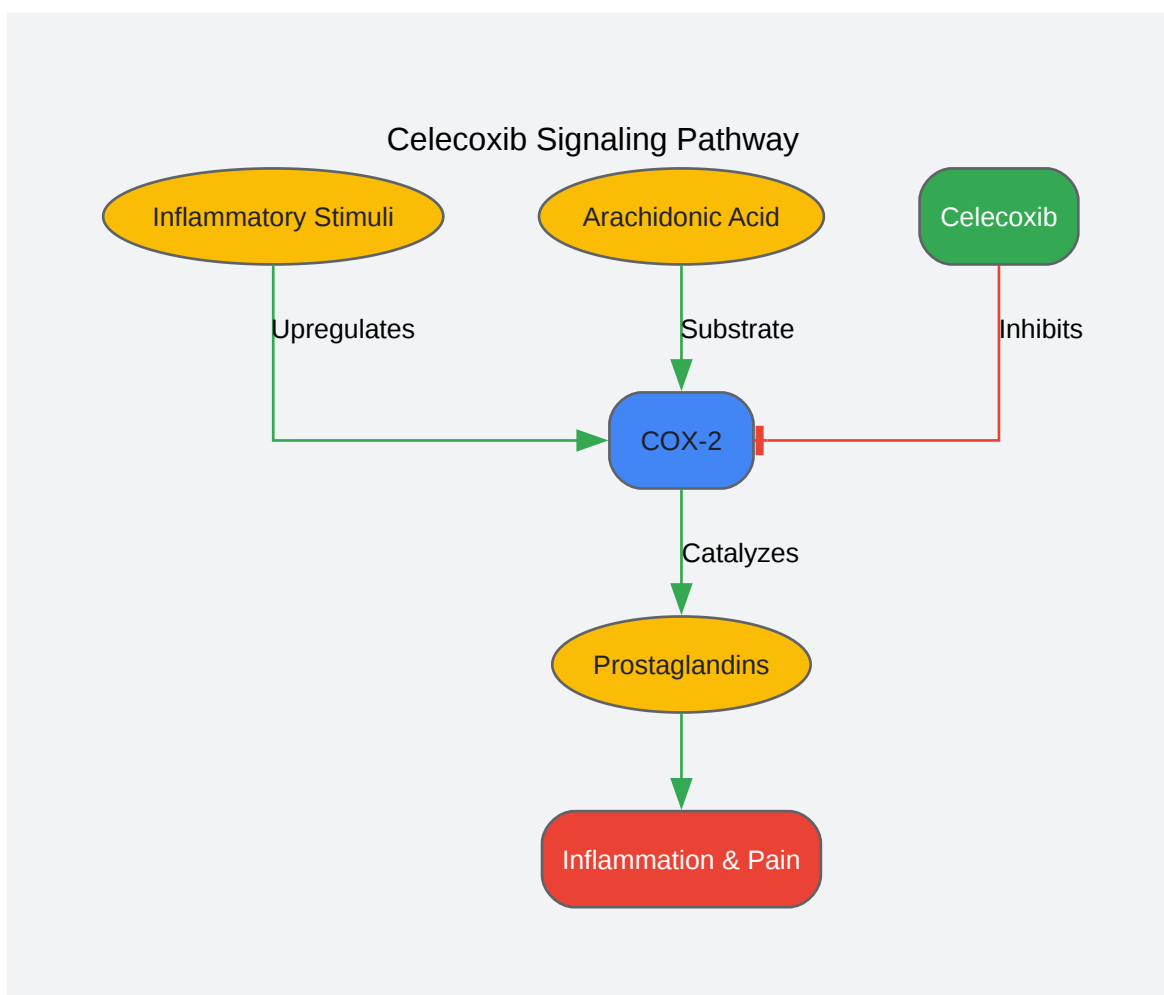 Celecoxib Signaling Pathway
Inflammatory Stimuli
Arachidonic Acid
Celecoxib
Upregulates
Substrate
Inhibits
COX-2
Catalyzes
Prostaglandins
Inflammation & Pain